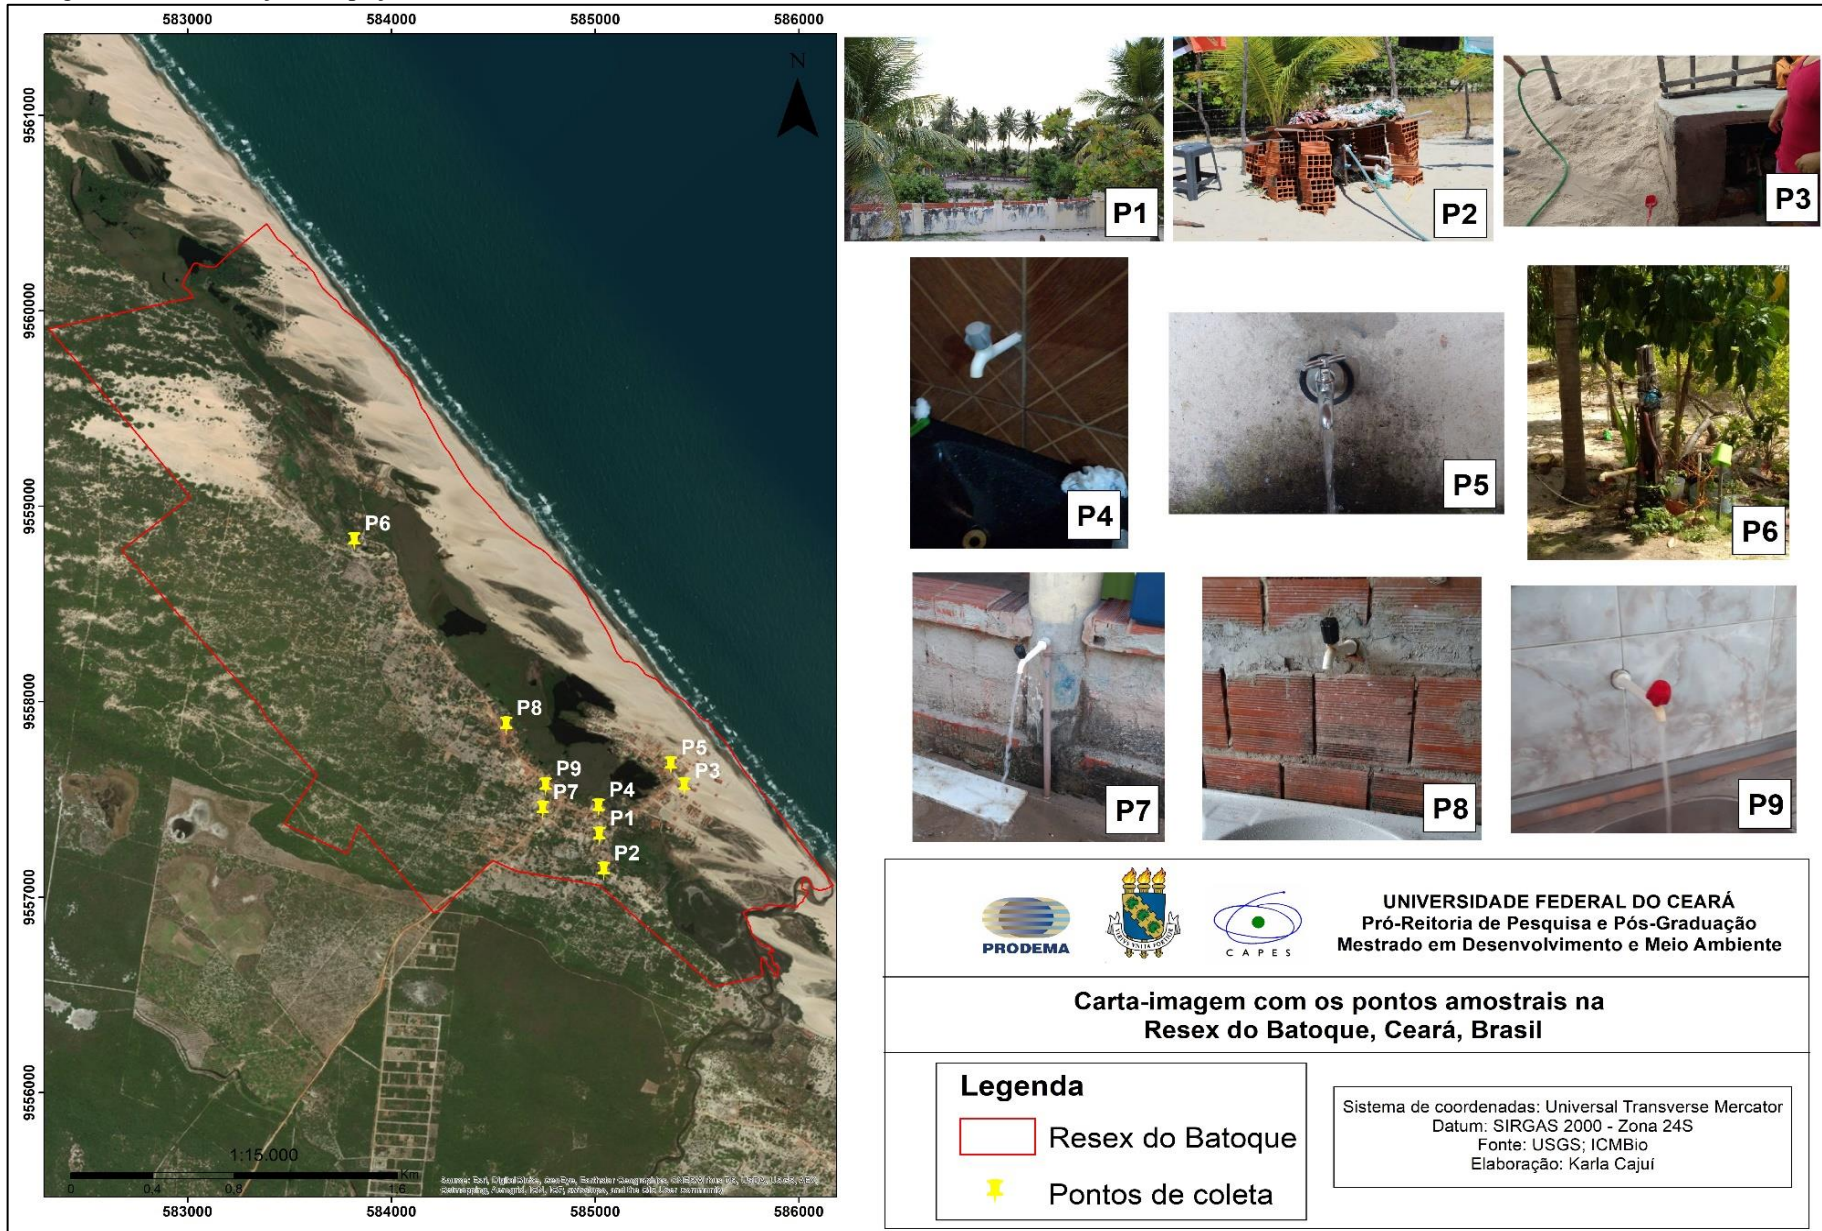 583000 584000 585000 586000
N
9561000
9560000
9559000
9558000
9557000
9556000
P6
P8
P5
P3
P9
P7
P4
P1
P2
1:15.000
Km
0 0.4 0.8 1.6
583000 584000 585000 586000
P1
P2
P3
P4
P5
P6
P7
P8
P9
PRODEMA
VIRTUS UNITA FORTIOR
CAPES
UNIVERSIDADE FEDERAL DO CEARÁ
Pró-Reitoria de Pesquisa e Pós-Graduação
Mestrado em Desenvolvimento e Meio Ambiente
Carta-imagem com os pontos amostrais na
Resex do Batoque, Ceará, Brasil
Legenda
Resex do Batoque
Pontos de coleta
Sistema de coordenadas: Universal Transverse Mercator
Datum: SIRGAS 2000 - Zona 24S
Fonte: USGS; ICMBio
Elaboração: Karla Cajuí